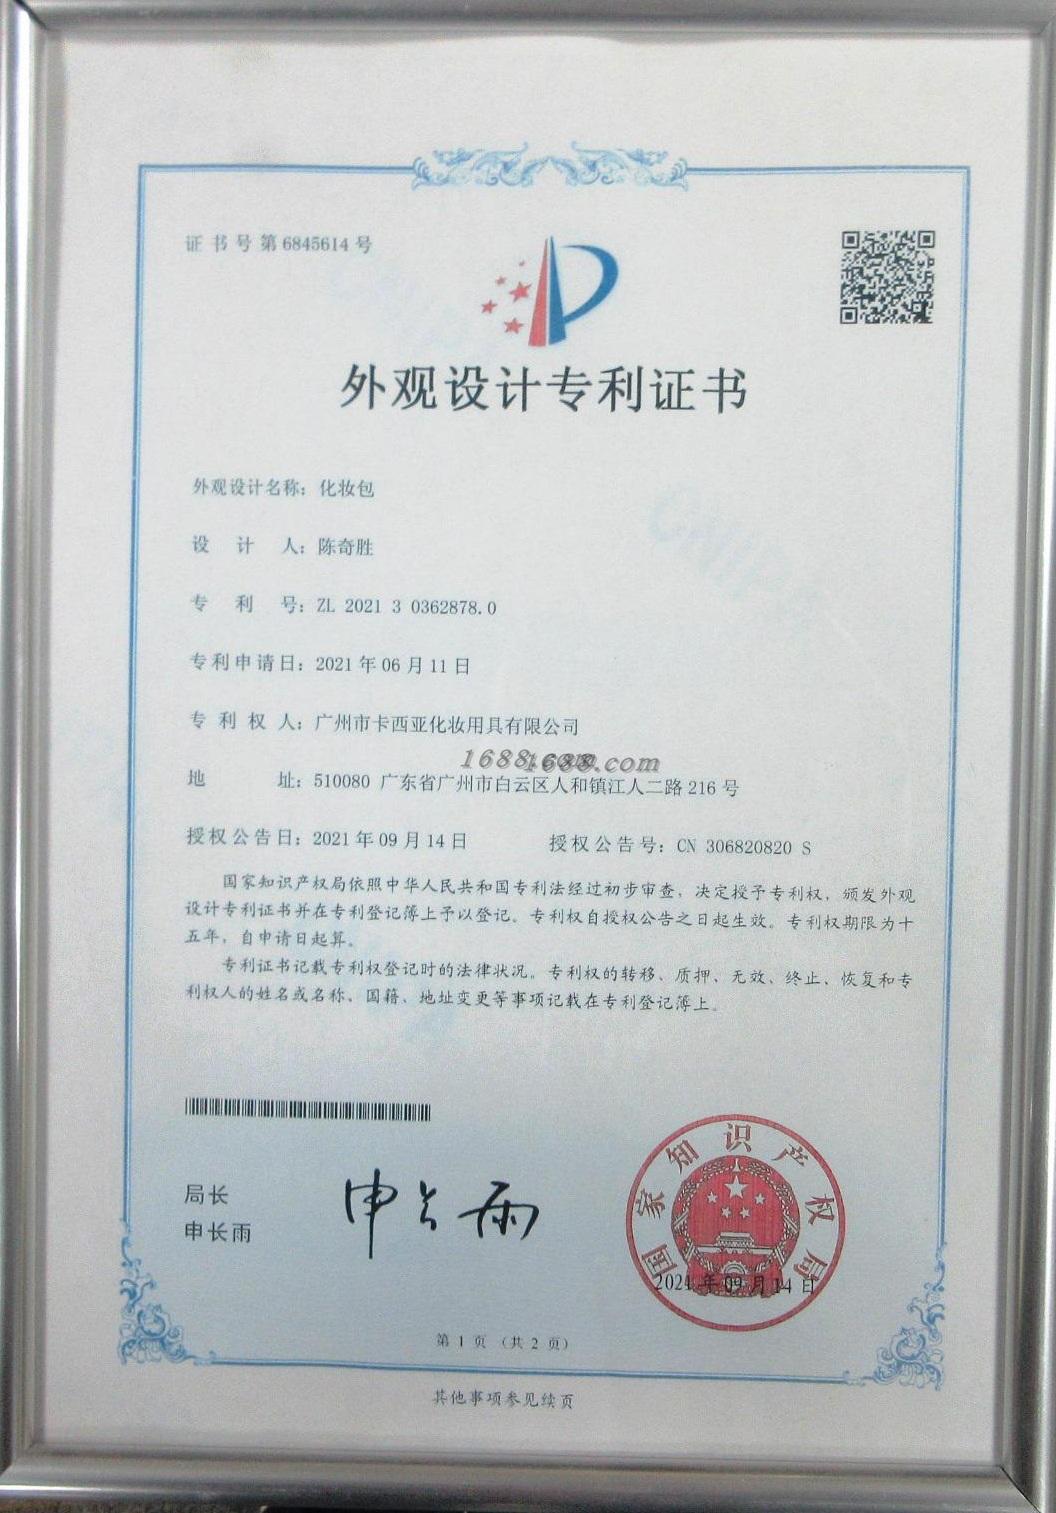 证书号第6845614号
外观设计专利证书
外观设计名称：化妆包
设计人：陈奇胜
专利号：ZL 2021 3 0362878.0
专利申请日：2021年06月11日
专利权人：广州市卡西亚化妆用具有限公司
1688.com 1688.com
地址：510080 广东省广州市白云区人和镇江人二路216号
授权公告日：2021年09月14日 授权公告号：CN 306820820 S
国家知识产权局依照中华人民共和国专利法经过初步审查，决定授予专利权，颁发外观
设计专利证书并在专利登记簿上予以登记。专利权自授权公告之日起生效。专利权期限为十
五年，自申请日起算。
专利证书记载专利权登记时的法律状况。专利权的转移、质押、无效、终止、恢复和专
利权人的姓名或名称、国籍、地址变更等事项记载在专利登记簿上。
局长
申长雨
申长雨
国家知识产权局
2021年09月14日
第 1 页 （共 2 页）
其他事项参见续页